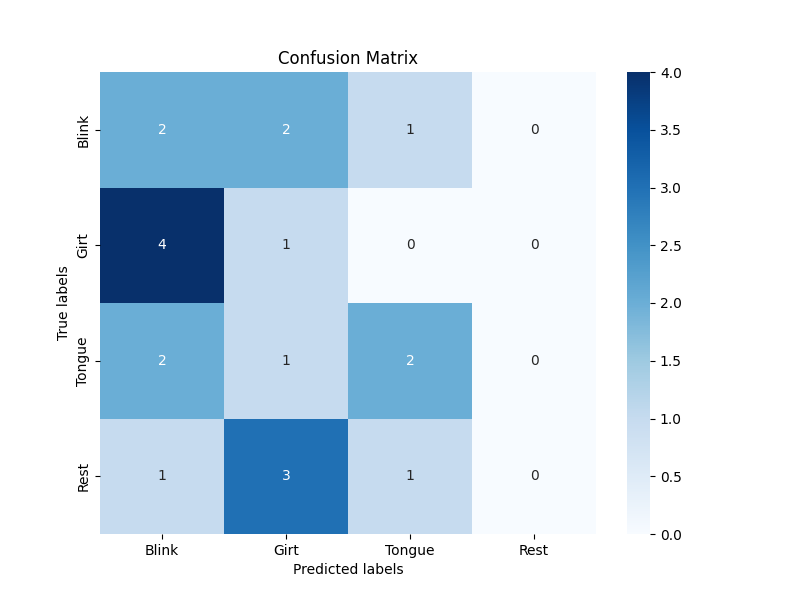 Confusion Matrix
True labels
Blink
2 2 1 0
Girt
4 1 0 0
Tongue
2 1 2 0
Rest
1 3 1 0
Blink Girt Tongue Rest
Predicted labels
4.0
3.5
3.0
2.5
2.0
1.5
1.0
0.5
0.0